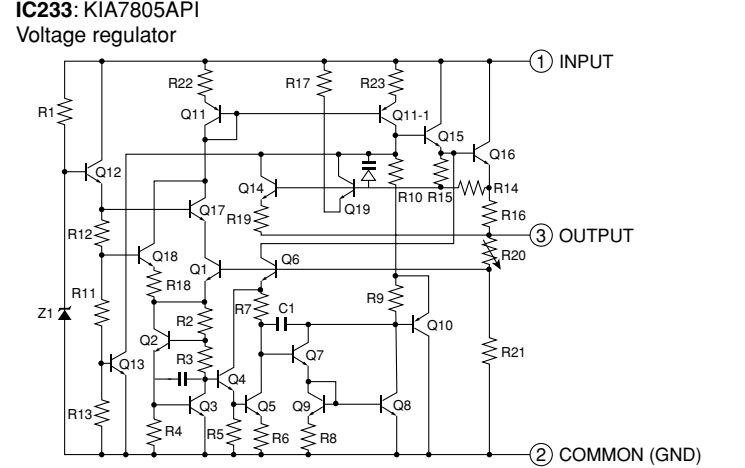 IC233: KIA7805API
Voltage regulator
1 INPUT
R22 R17 R23
R1 Q11 Q11-1
Q15 Q16
Q12
Q14 R10 R15 R14
Q17 R19 Q19 R16
R12 3 OUTPUT
Q18 R20
Q1 Q6
R18
R11 R9
Z1 R2 R7 C1 Q10
Q2 Q7
R3 R21
Q13 Q4
Q3 Q5 Q9 Q8
R13 R4 R5 R6 R8
2 COMMON (GND)